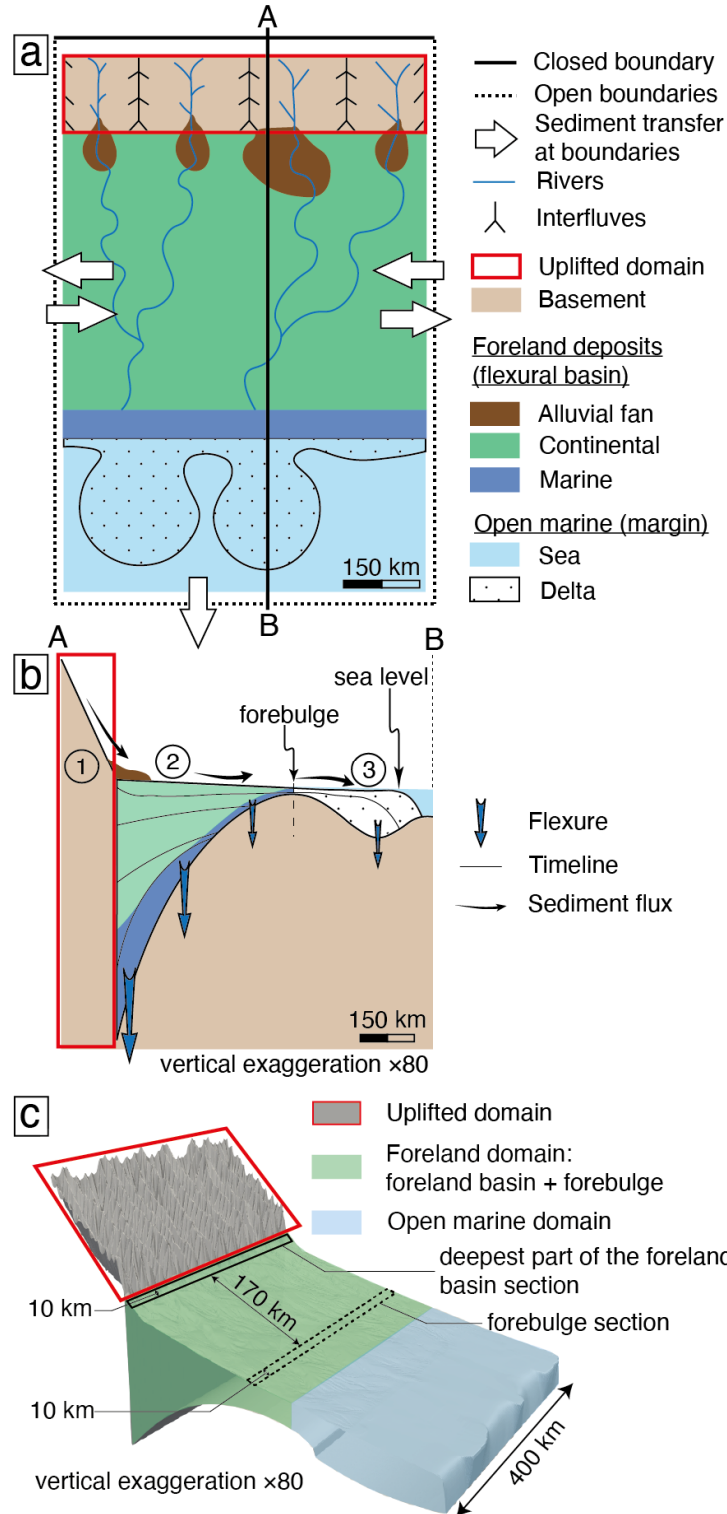 A
a
Closed boundary
Open boundaries
Sediment transfer
at boundaries
Rivers
Interfluves
Uplifted domain
Basement
Foreland deposits
(flexural basin)
Alluvial fan
Continental
Marine
Open marine (margin)
Sea
Delta
150 km
B
A
B
b
sea level
forebulge
1
2
3
Flexure
Timeline
Sediment flux
150 km
vertical exaggeration ×80
c
Uplifted domain
Foreland domain:
foreland basin + forebulge
Open marine domain
deepest part of the foreland
basin section
10 km
170 km
forebulge section
10 km
400 km
vertical exaggeration ×80